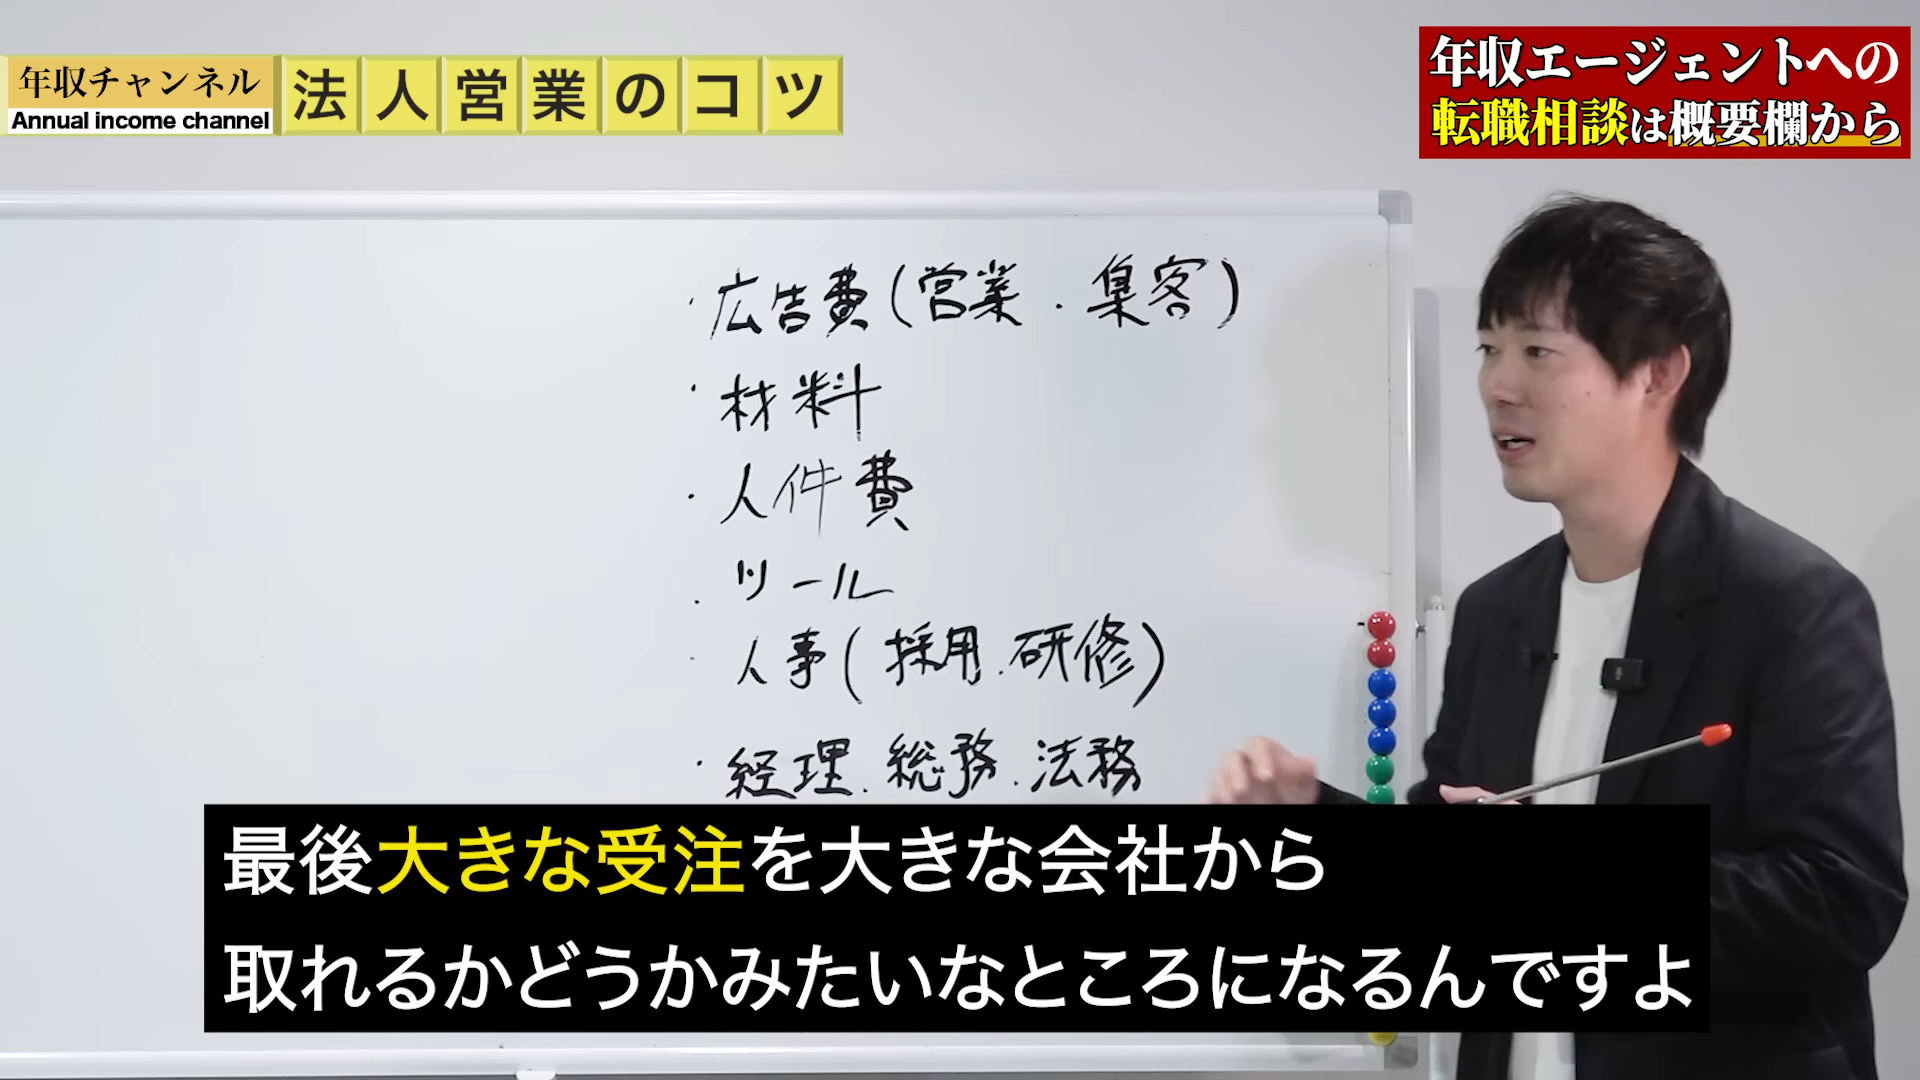 年収チャンネル
Annual income channel
法人営業のコツ
年収エージェントへの
転職相談は概要欄から
・広告費(営業・集客)
・材料
・人件費
・ツール
・人事(採用・研修)
・経理・総務・法務
最後大きな受注を大きな会社から
取れるかどうかみたいなところになるんですよ